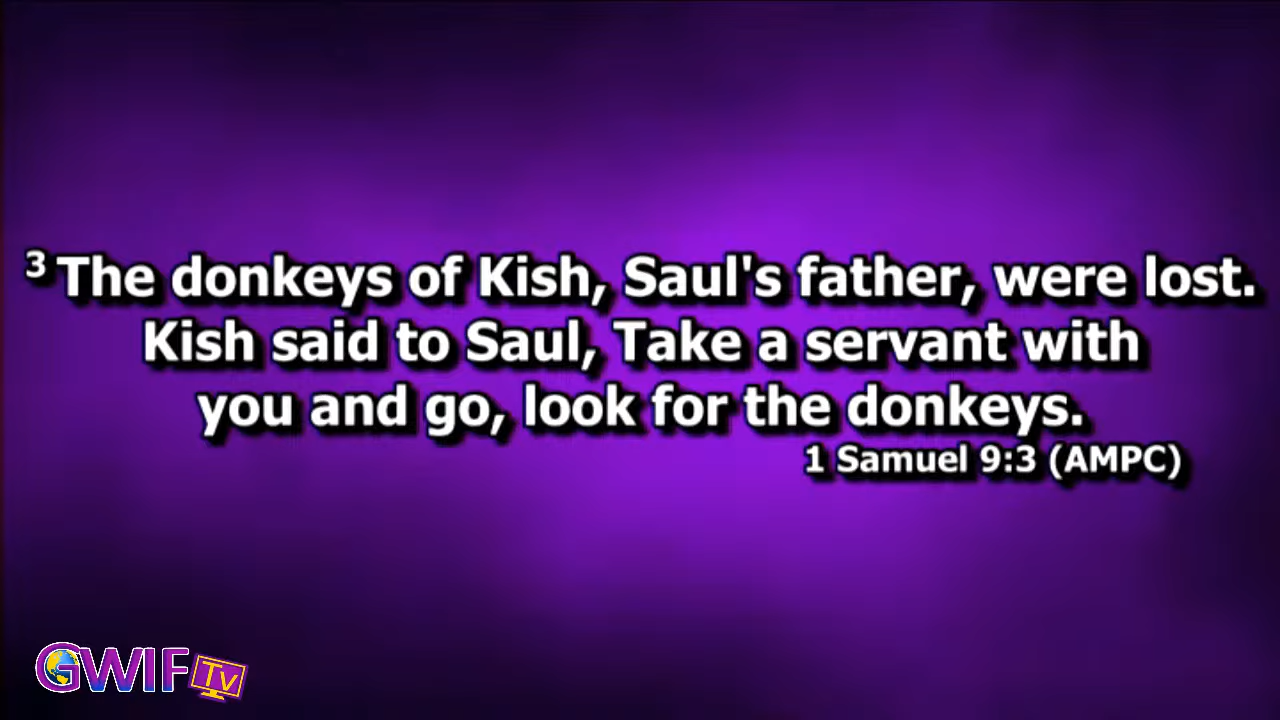 3 The donkeys of Kish, Saul's father, were lost.
Kish said to Saul, Take a servant with
you and go, look for the donkeys.
1 Samuel 9:3 (AMPC)
GWIF TV